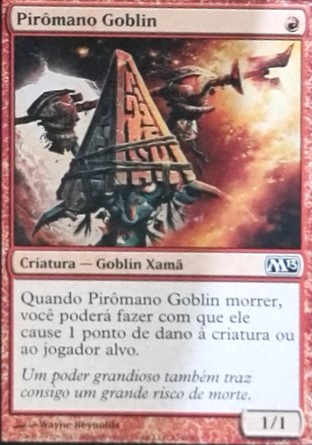 Pirômano Goblin
Criatura — Goblin Xamã
M13
Quando Pirômano Goblin morrer,
você poderá fazer com que ele
cause 1 ponto de dano à criatura ou
ao jogador alvo.
Um poder grandioso também traz
consigo um grande risco de morte.
Wayne Reynolds
1/1